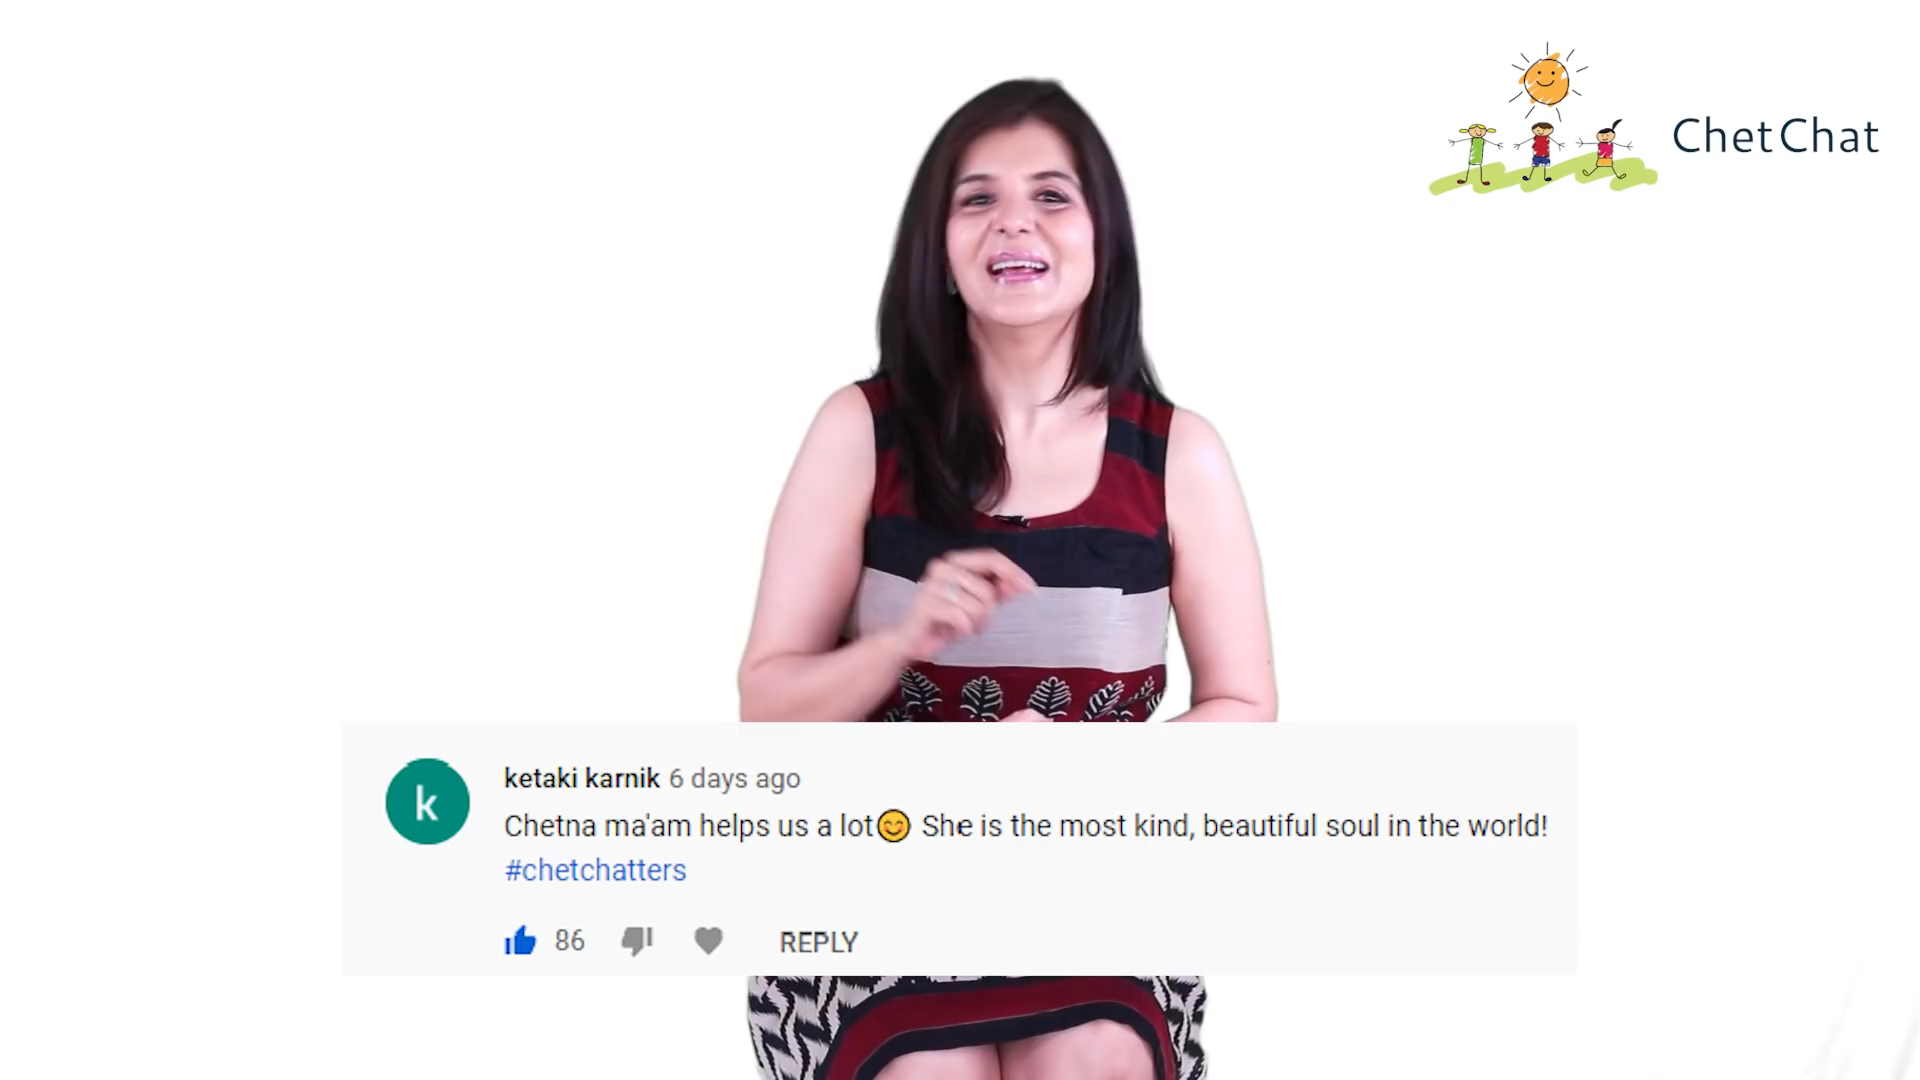 ChetChat
k
ketaki karnik 6 days ago
Chetna ma'am helps us a lot😊 She is the most kind, beautiful soul in the world!
#chetchatters
86
REPLY